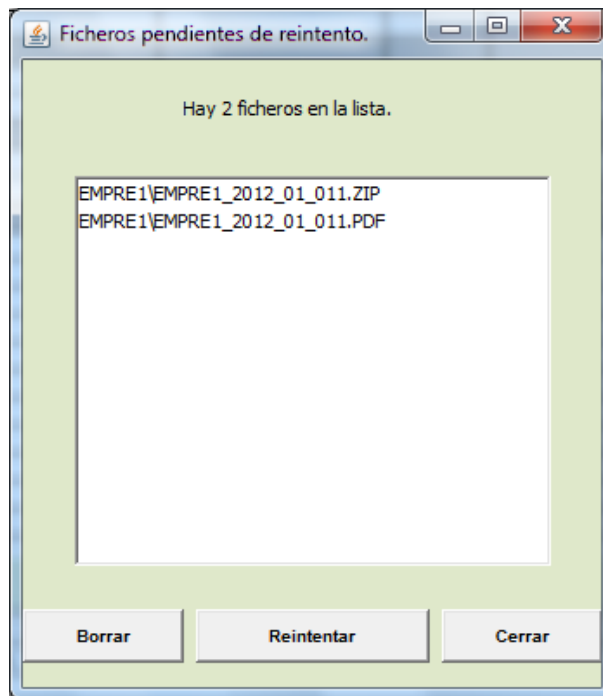 Ficheros pendientes de reintento.
Hay 2 ficheros en la lista.
EMPRE1\EMPRE1_2012_01_011.ZIP
EMPRE1\EMPRE1_2012_01_011.PDF
Borrar
Reintentar
Cerrar